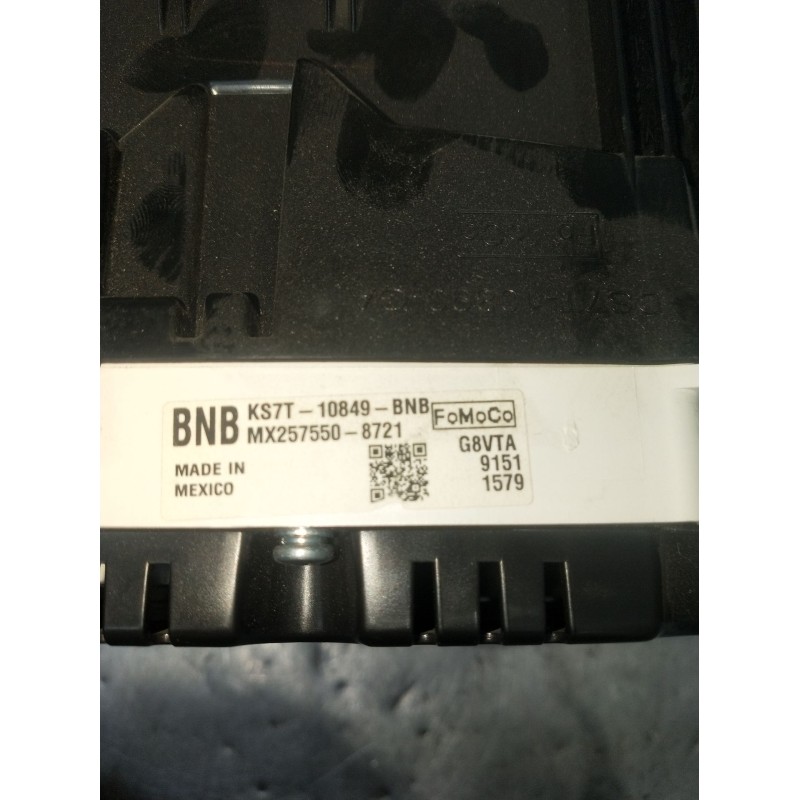 BNB KS7T-10849-BNB FoMoCo
MX257550-8721
G8VTA
MADE IN 9151
MEXICO 1579